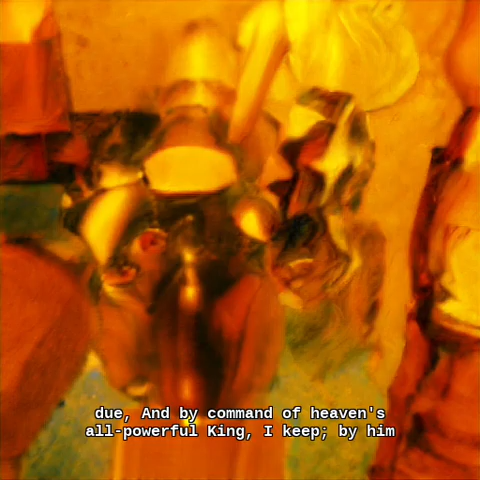 due, And by command of heaven's
all-powerful King, I keep; by him